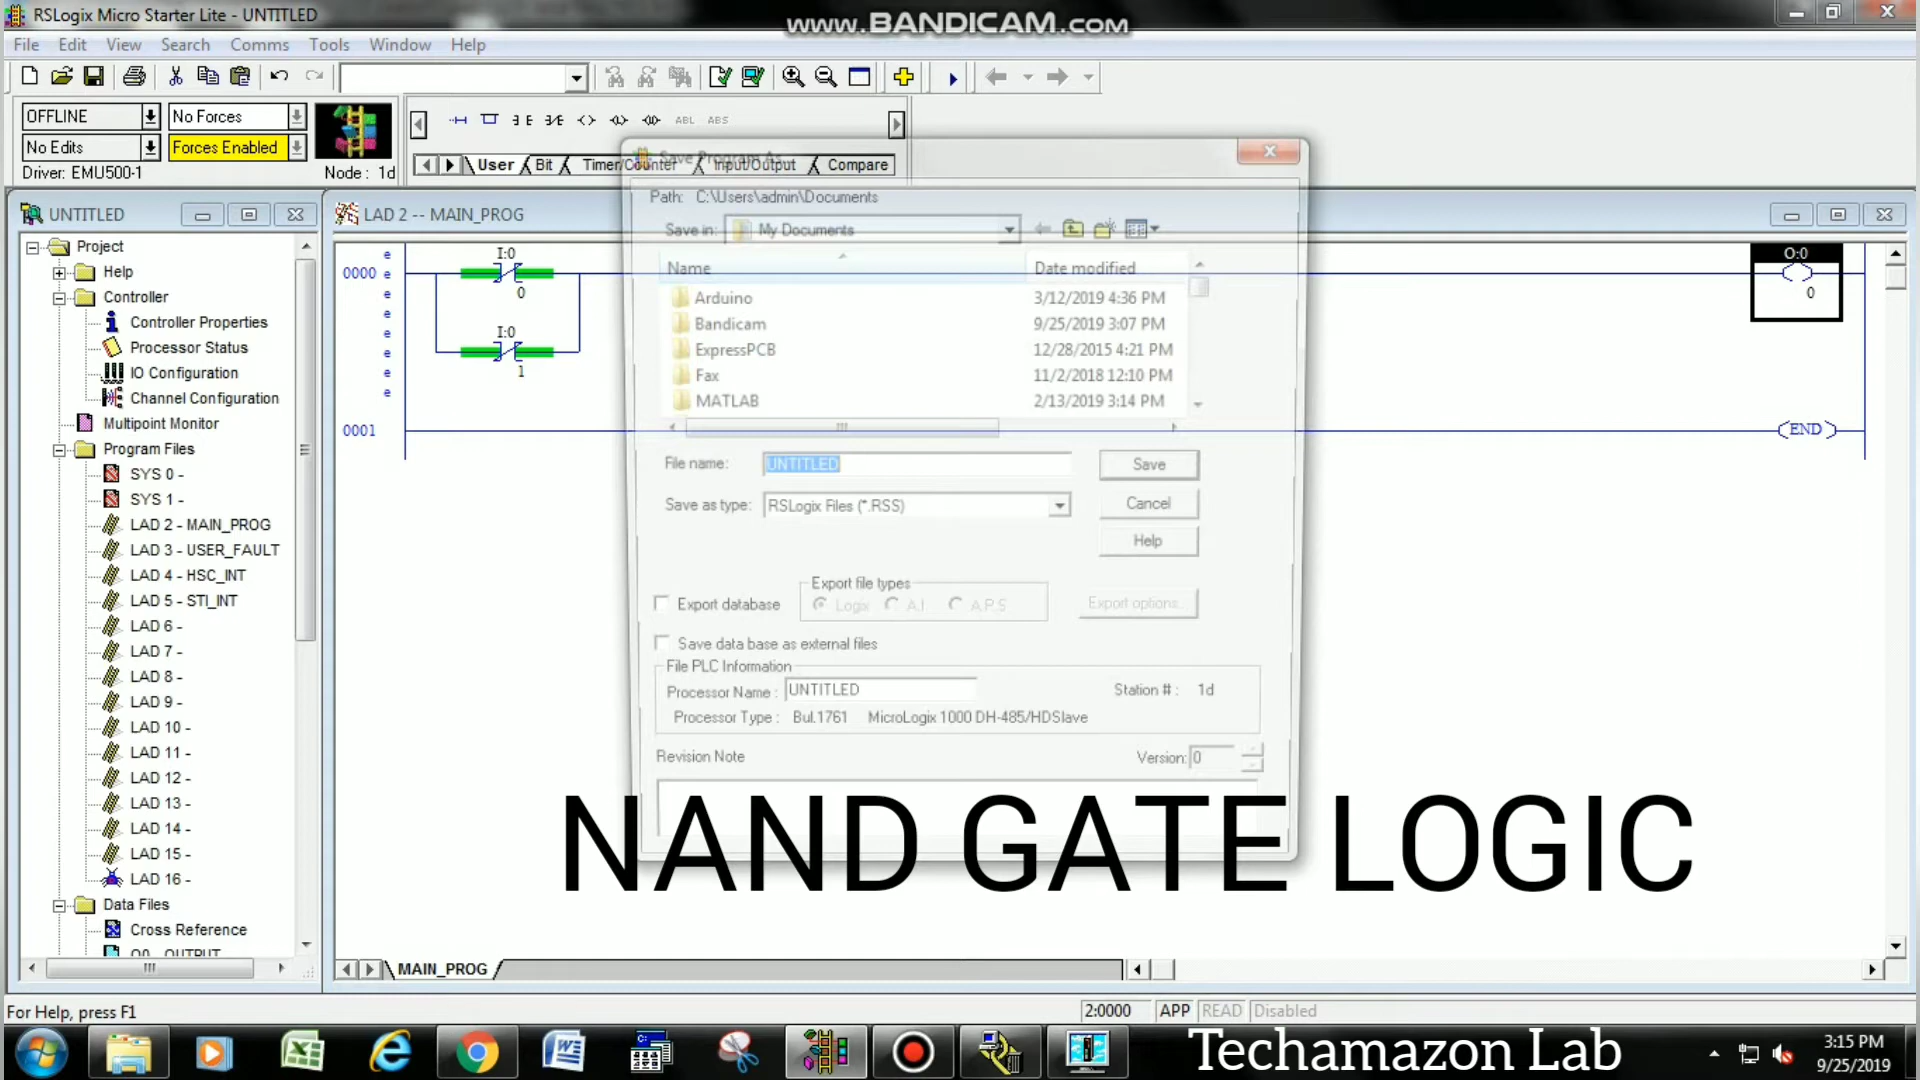 RSLogix Micro Starter Lite - UNTITLED
www.BANDICAM.com
File Edit View Search Comms Tools Window Help
OFFLINE No Forces
No Edits Forces Enabled
Driver: EMU500-1 Node : 1d
ABL ABS
User Bit Timer/Counter Input/Output Compare
Save Program As
Path: C:\Users\admin\Documents
Save in: My Documents
Name Date modified
Arduino 3/12/2019 4:36 PM
Bandicam 9/25/2019 3:07 PM
ExpressPCB 12/28/2015 4:21 PM
Fax 11/2/2018 12:10 PM
MATLAB 2/13/2019 3:14 PM
File name: UNTITLED Save
Save as type: RSLogix Files (*.RSS) Cancel
Help
Export file types
Export database Logix A.I. A.P.S. Export options...
Save data base as external files
File PLC Information
Processor Name : UNTITLED Station # : 1d
Processor Type : Bul.1761 MicroLogix 1000 DH-485/HDSlave
Revision Note Version: 0
UNTITLED
Project
Help
Controller
Controller Properties
Processor Status
IO Configuration
Channel Configuration
Multipoint Monitor
Program Files
SYS 0 -
SYS 1 -
LAD 2 - MAIN_PROG
LAD 3 - USER_FAULT
LAD 4 - HSC_INT
LAD 5 - STI_INT
LAD 6 -
LAD 7 -
LAD 8 -
LAD 9 -
LAD 10 -
LAD 11 -
LAD 12 -
LAD 13 -
LAD 14 -
LAD 15 -
LAD 16 -
Data Files
Cross Reference
O0 - OUTPUT
LAD 2 -- MAIN_PROG
e
I:0 O:0
0000 e
e 0 0
e
e I:0
e
e 1
e
0001 END
NAND GATE LOGIC
MAIN_PROG
For Help, press F1 2:0000 APP READ Disabled
Techamazon Lab
3:15 PM
9/25/2019